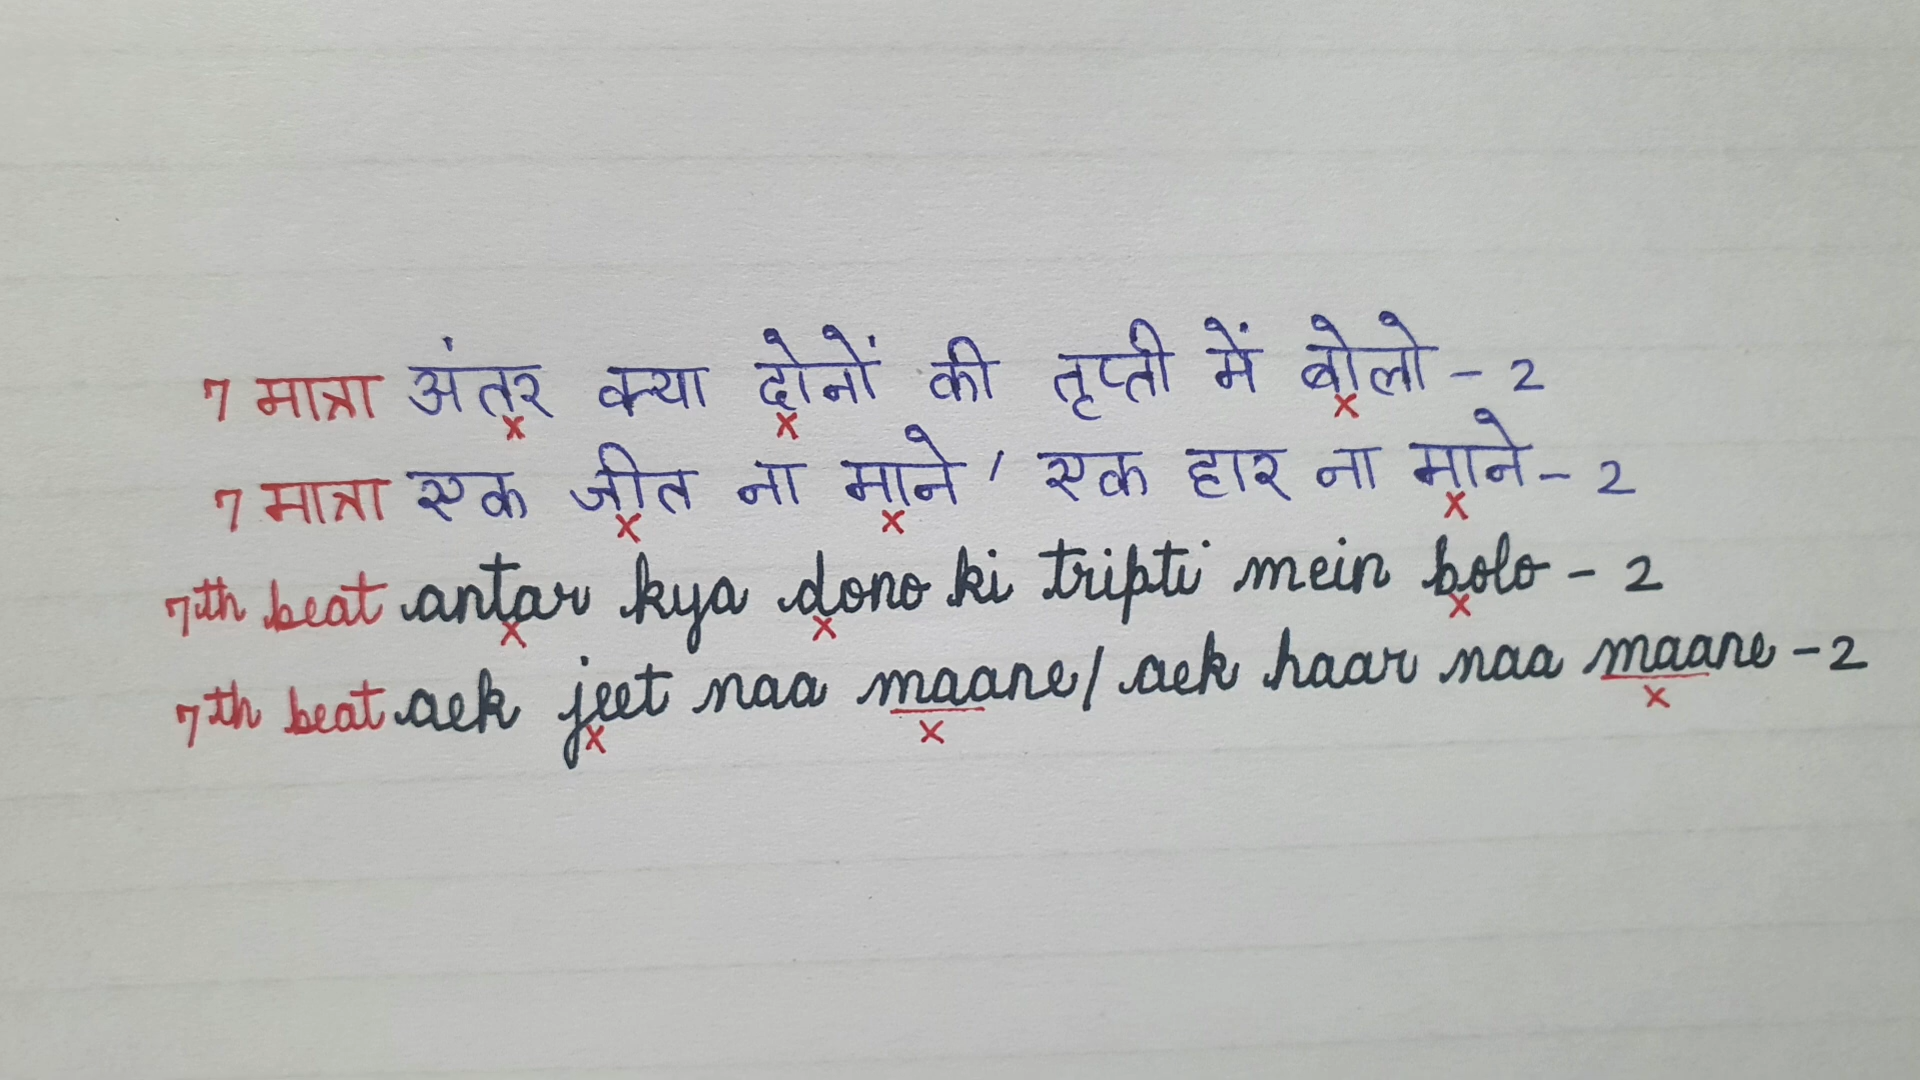 7 मात्रा अंतर क्या दोनों की तृप्ती में बोलो - 2
x x x
7 मात्रा एक जीत ना माने / एक हार ना माने - 2
x x x
7th beat antar kya dono ki tripti mein bolo - 2
x x x
7th beat aek jeet naa maane / aek haar naa maane - 2
x x x